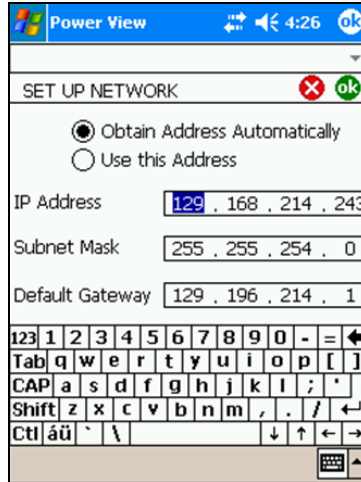 Power View 4:26 ok
SET UP NETWORK ok
Obtain Address Automatically
Use this Address
IP Address 129 . 168 . 214 . 243
Subnet Mask 255 . 255 . 254 . 0
Default Gateway 129 . 196 . 214 . 1
123 1 2 3 4 5 6 7 8 9 0 - =
Tab q w e r t y u i o p [ ]
CAP a s d f g h j k l ; '
Shift z x c v b n m , . /
Ctl áü ` \